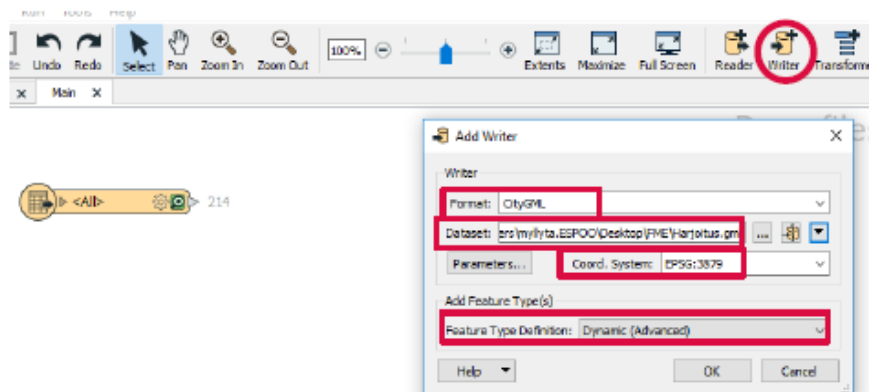 Run Tools Help
Undo Redo Select Pan Zoom In Zoom Out 100% Extents Maximize Full Screen Reader Writer Transforme
x Main X
<All> 214
Add Writer
Writer
Format: CityGML
Dataset: ers\myllyta.ESPOO\Desktop\FME\Harjoitus.gm ...
Parameters... Coord. System: EPSG:3879
Add Feature Type(s)
Feature Type Definition: Dynamic (Advanced)
Help OK Cancel